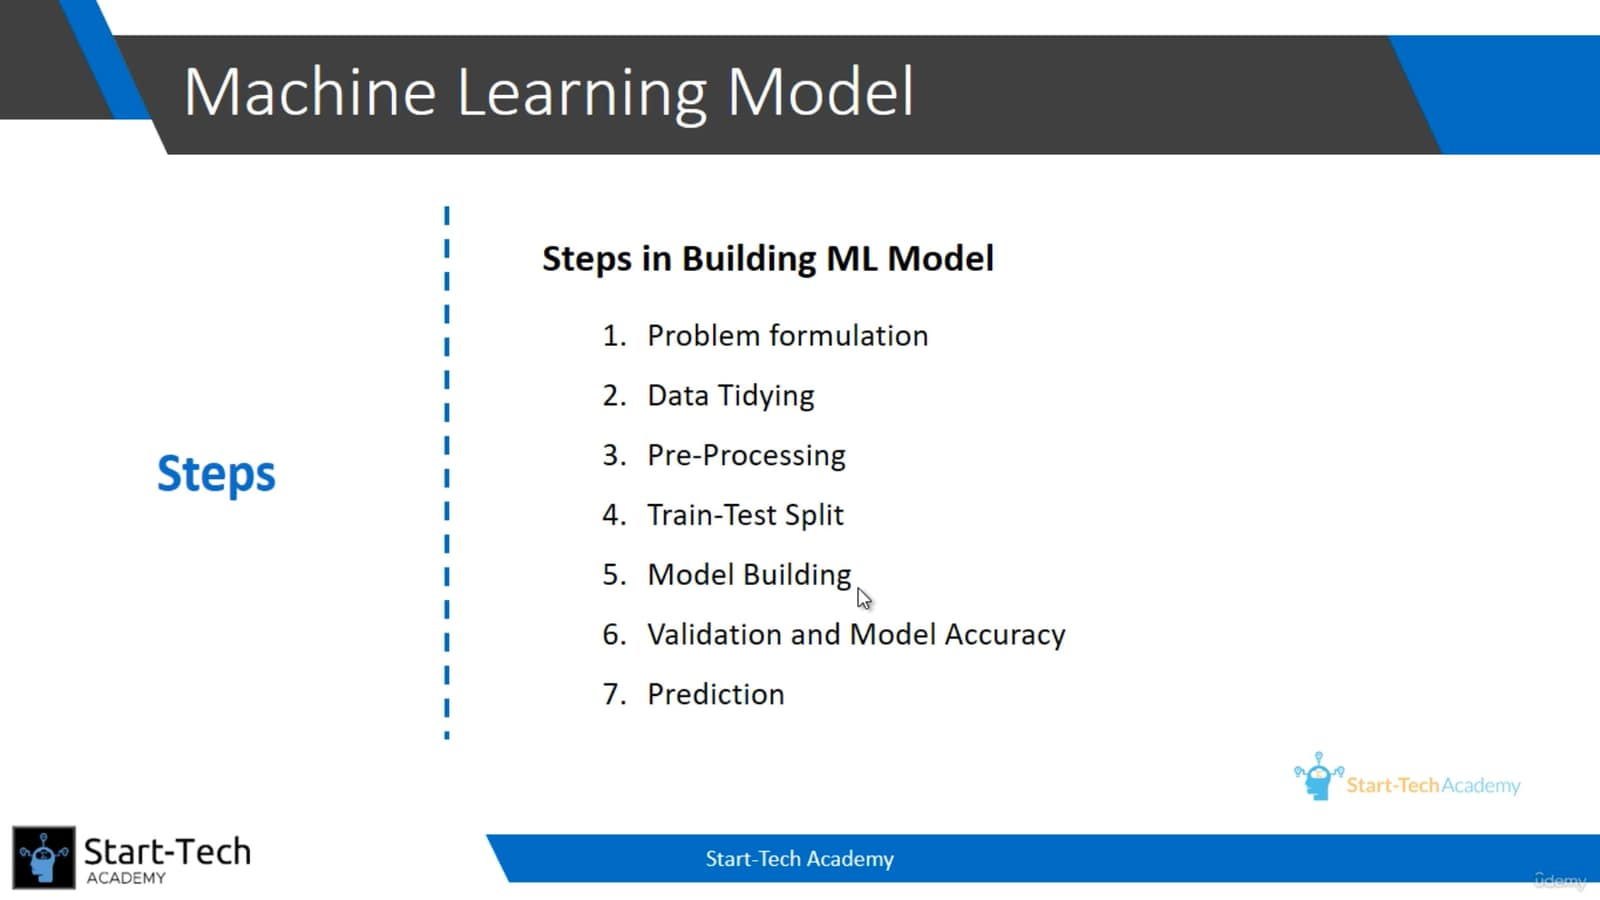 Machine Learning Model
Steps
Steps in Building ML Model
1. Problem formulation
2. Data Tidying
3. Pre-Processing
4. Train-Test Split
5. Model Building
6. Validation and Model Accuracy
7. Prediction
Start-TechAcademy
Start-Tech
ACADEMY
Start-Tech Academy
ûdemy